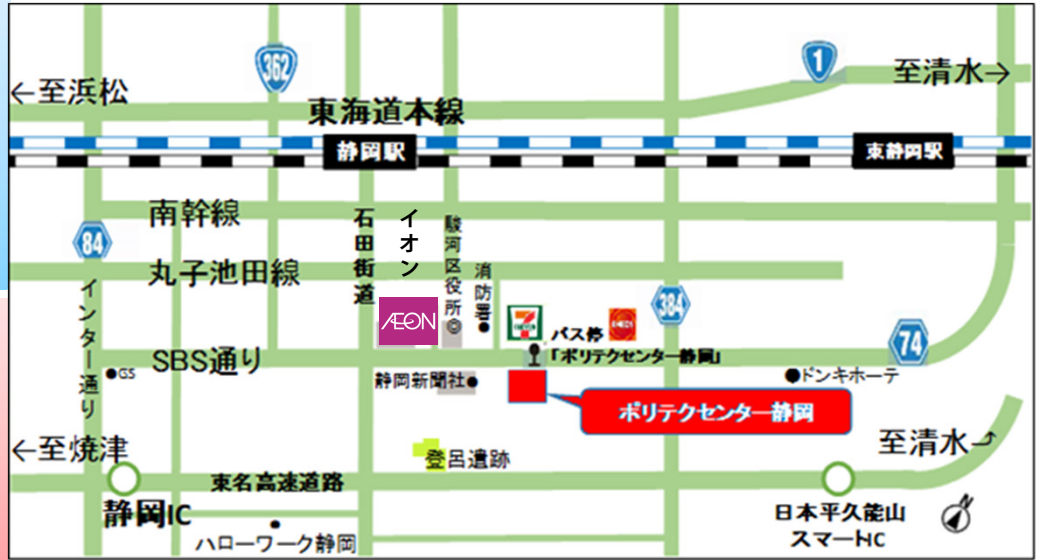 362
1
←至浜松
至清水→
東海道本線
静岡駅
東静岡駅
南幹線
石田街道
イオン
駿河区役所◎
84
丸子池田線
消防署●
インター通り
ÆON
7
ELEVEN
ENEOS
384
バス停
「ポリテクセンター静岡」
74
SBS通り
●GS
静岡新聞社●
●ドンキホーテ
ポリテクセンター静岡
←至焼津
登呂遺跡
至清水⤴
東名高速道路
静岡IC
日本平久能山
スマートIC
N
ハローワーク静岡